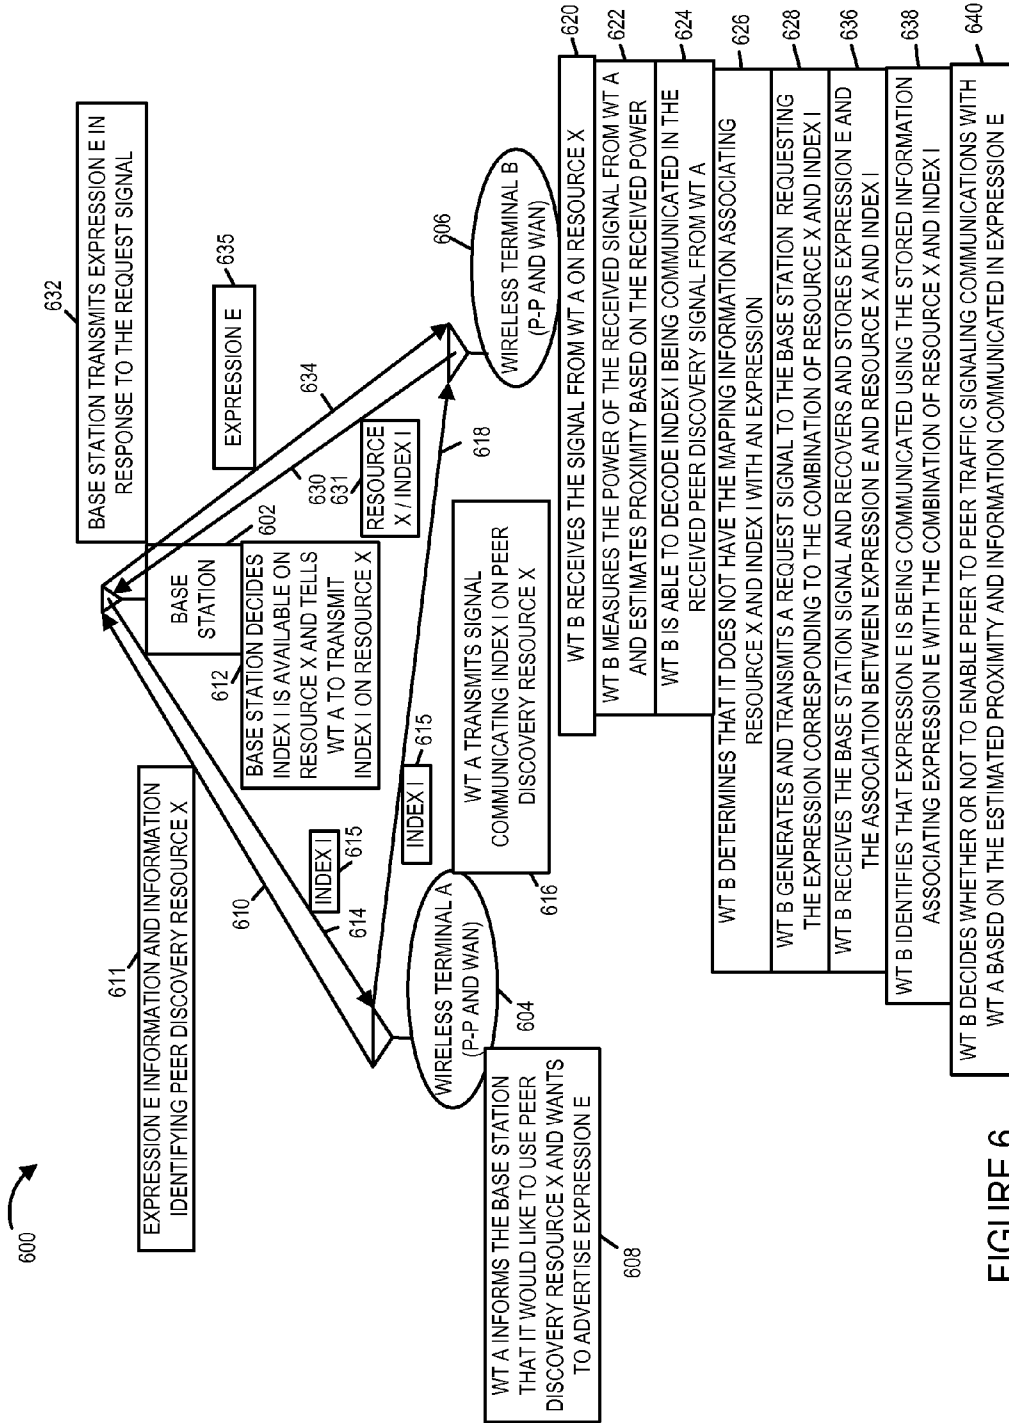 600
632
BASE STATION TRANSMITS EXPRESSION E IN
RESPONSE TO THE REQUEST SIGNAL
611
EXPRESSION E INFORMATION AND INFORMATION
IDENTIFYING PEER DISCOVERY RESOURCE X
602
BASE
STATION
612
BASE STATION DECIDES
INDEX I IS AVAILABLE ON
RESOURCE X AND TELLS
WT A TO TRANSMIT
INDEX I ON RESOURCE X
635
EXPRESSION E
634
630
631
RESOURCE
X / INDEX I
610
INDEX I
615
614
INDEX I
615
618
606
WIRELESS TERMINAL B
(P-P AND WAN)
WIRELESS TERMINAL A
(P-P AND WAN)
604
WT A TRANSMITS SIGNAL
COMMUNICATING INDEX I ON PEER
DISCOVERY RESOURCE X
616
WT A INFORMS THE BASE STATION
THAT IT WOULD LIKE TO USE PEER
DISCOVERY RESOURCE X AND WANTS
TO ADVERTISE EXPRESSION E
608
WT B RECEIVES THE SIGNAL FROM WT A ON RESOURCE X
620
WT B MEASURES THE POWER OF THE RECEIVED SIGNAL FROM WT A
AND ESTIMATES PROXIMITY BASED ON THE RECEIVED POWER
622
WT B IS ABLE TO DECODE INDEX I BEING COMMUNICATED IN THE
RECEIVED PEER DISCOVERY SIGNAL FROM WT A
624
WT B DETERMINES THAT IT DOES NOT HAVE THE MAPPING INFORMATION ASSOCIATING
RESOURCE X AND INDEX I WITH AN EXPRESSION
626
WT B GENERATES AND TRANSMITS A REQUEST SIGNAL TO THE BASE STATION REQUESTING
THE EXPRESSION CORRESPONDING TO THE COMBINATION OF RESOURCE X AND INDEX I
628
WT B RECEIVES THE BASE STATION SIGNAL AND RECOVERS AND STORES EXPRESSION E AND
THE ASSOCIATION BETWEEN EXPRESSION E AND RESOURCE X AND INDEX I
636
WT B IDENTIFIES THAT EXPRESSION E IS BEING COMMUNICATED USING THE STORED INFORMATION
ASSOCIATING EXPRESSION E WITH THE COMBINATION OF RESOURCE X AND INDEX I
638
WT B DECIDES WHETHER OR NOT TO ENABLE PEER TO PEER TRAFFIC SIGNALING COMMUNICATIONS WITH
WT A BASED ON THE ESTIMATED PROXIMITY AND INFORMATION COMMUNICATED IN EXPRESSION E
640
FIGURE 6